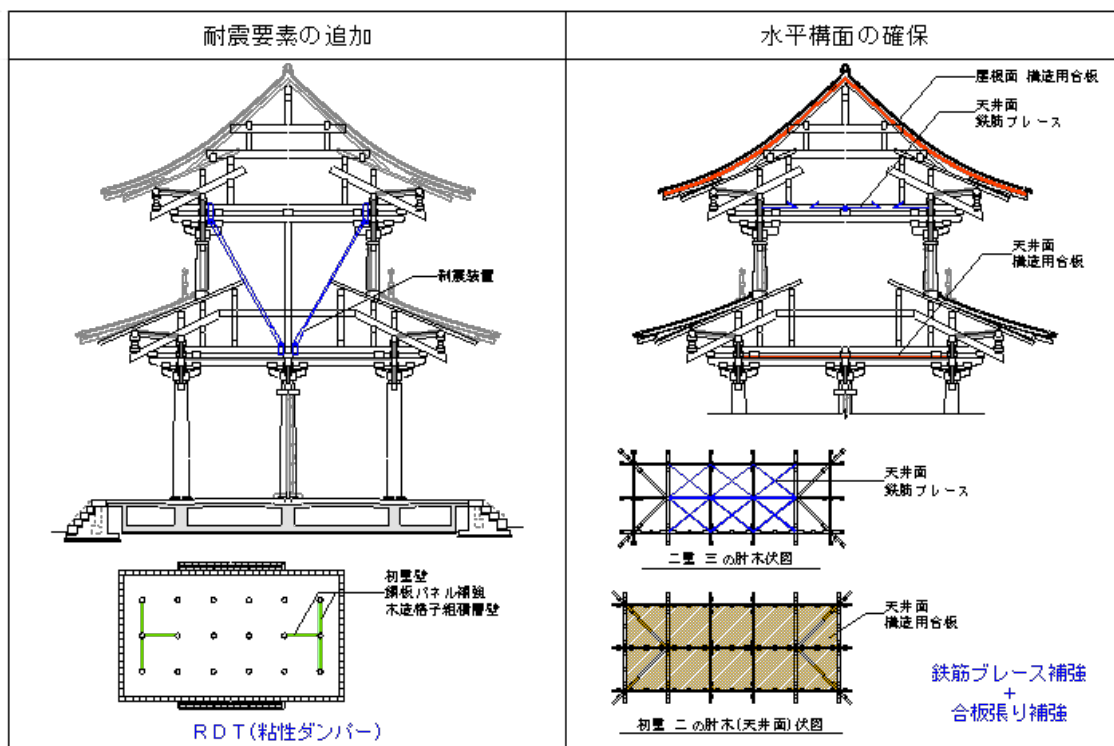 耐震要素の追加
水平構面の確保
制震装置
初重壁
鋼板パネル補強
木造格子組積層壁
RDT(粘性ダンパー)
屋根面 構造用合板
天井面
鉄筋ブレース
天井面
構造用合板
天井面
鉄筋ブレース
二重 三の肘木伏図
天井面
構造用合板
初重 二の肘木(天井面)伏図
鉄筋ブレース補強
+
合板張り補強